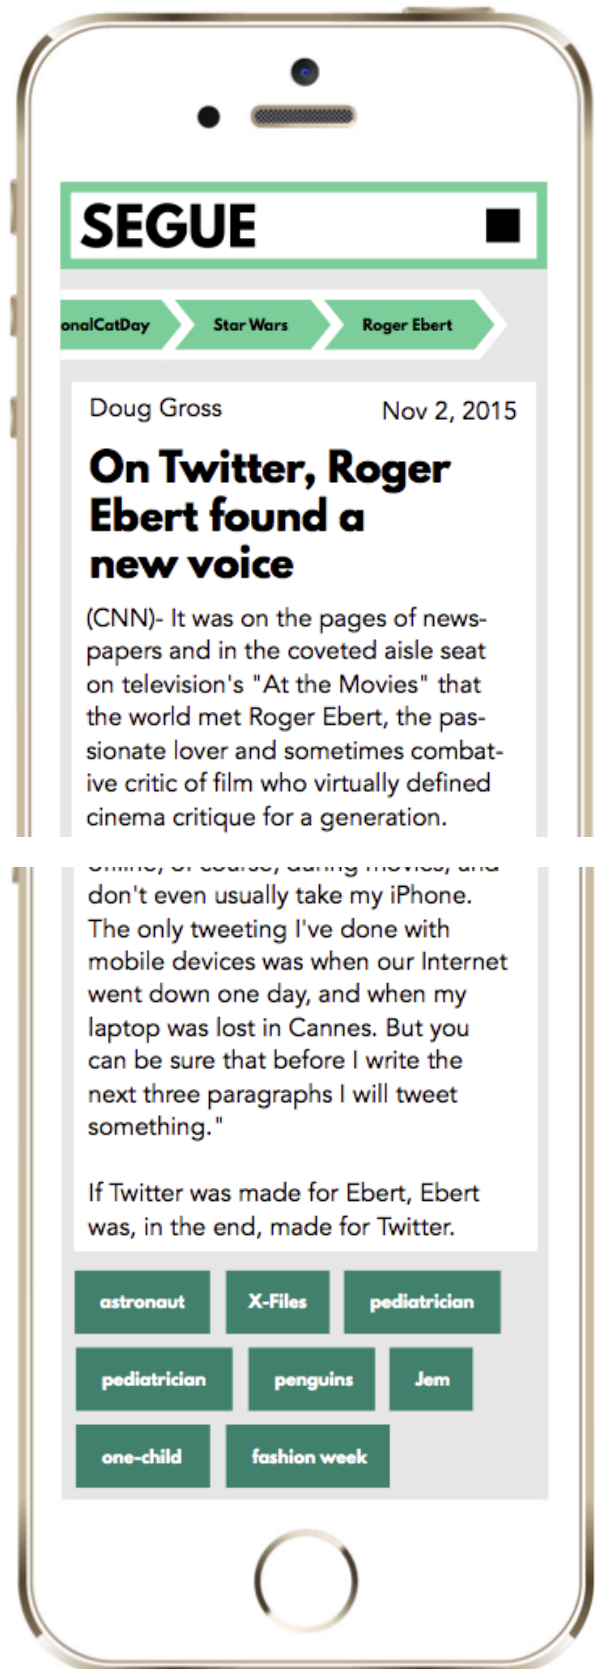 SEGUE
onalCatDay Star Wars Roger Ebert
Doug Gross Nov 2, 2015
On Twitter, Roger
Ebert found a
new voice
(CNN)- It was on the pages of news-
papers and in the coveted aisle seat
on television's "At the Movies" that
the world met Roger Ebert, the pas-
sionate lover and sometimes combat-
ive critic of film who virtually defined
cinema critique for a generation.
offline, of course, during movies, and
don't even usually take my iPhone.
The only tweeting I've done with
mobile devices was when our Internet
went down one day, and when my
laptop was lost in Cannes. But you
can be sure that before I write the
next three paragraphs I will tweet
something."
If Twitter was made for Ebert, Ebert
was, in the end, made for Twitter.
astronaut X-Files pediatrician
pediatrician penguins Jem
one-child fashion week